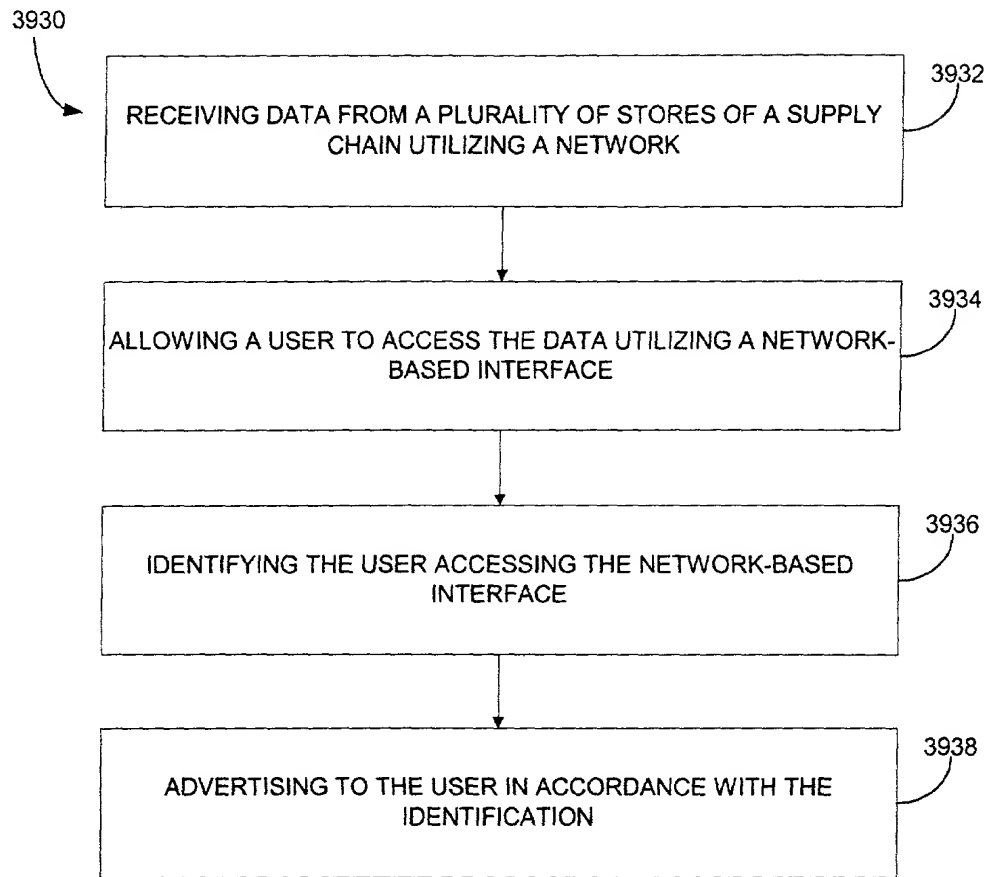 3930
3932
RECEIVING DATA FROM A PLURALITY OF STORES OF A SUPPLY
CHAIN UTILIZING A NETWORK
3934
ALLOWING A USER TO ACCESS THE DATA UTILIZING A NETWORK-
BASED INTERFACE
3936
IDENTIFYING THE USER ACCESSING THE NETWORK-BASED
INTERFACE
3938
ADVERTISING TO THE USER IN ACCORDANCE WITH THE
IDENTIFICATION